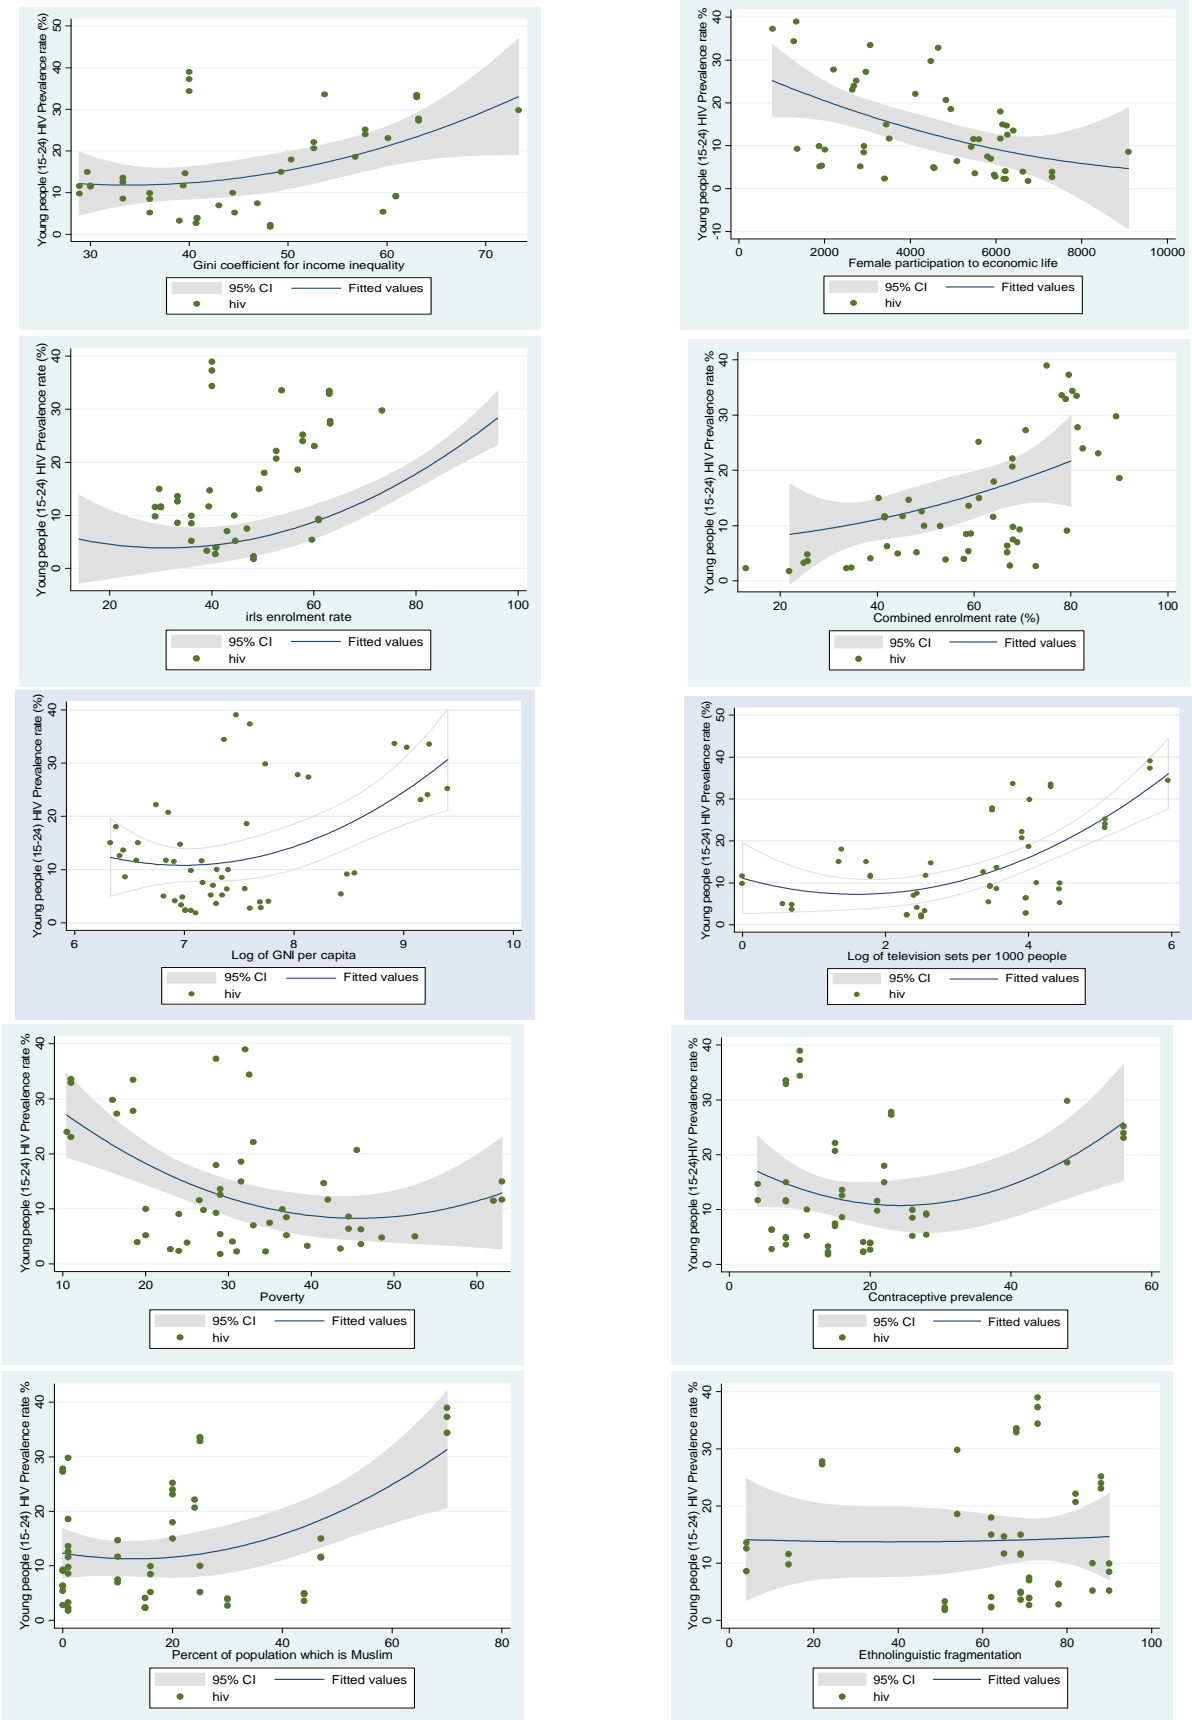 Young people (15-24) HIV Prevalence rate (%)
0 10 20 30 40 50
30 40 50 60 70
Gini coefficient for income inequality
95% CI Fitted values
hiv
Young people (15-24) HIV Prevalence rate %
-10 0 10 20 30 40
0 2000 4000 6000 8000 10000
Female participation to economic life
95% CI Fitted values
hiv
Young people (15-24) HIV Prevalence rate (%)
0 10 20 30 40
20 40 60 80 100
irls enrolment rate
95% CI Fitted values
hiv
Young people (15-24) HIV Prevalence rate %
0 10 20 30 40
20 40 60 80 100
Combined enrolment rate (%)
95% CI Fitted values
hiv
Young people (15-24) HIV Prevalence rate (%)
0 10 20 30 40
6 7 8 9 10
Log of GNI per capita
95% CI Fitted values
hiv
Young people (15-24) HIV Prevalence rate (%)
0 10 20 30 40 50
0 2 4 6
Log of television sets per 1000 people
95% CI Fitted values
hiv
Young people (15-24) HIV Prevalence rate %
0 10 20 30 40
10 20 30 40 50 60
Poverty
95% CI Fitted values
hiv
Young people (15-24)HIV Prevalence rate %
0 10 20 30 40
0 20 40 60
Contraceptive prevalence
95% CI Fitted values
hiv
Young people (15-24) HIV Prevalence rate %
0 10 20 30 40
0 20 40 60 80
Percent of population which is Muslim
95% CI Fitted values
hiv
Young people (15-24) HIV Prevalence rate %
0 10 20 30 40
0 20 40 60 80 100
Ethnolinguistic fragmentation
95% CI Fitted values
hiv